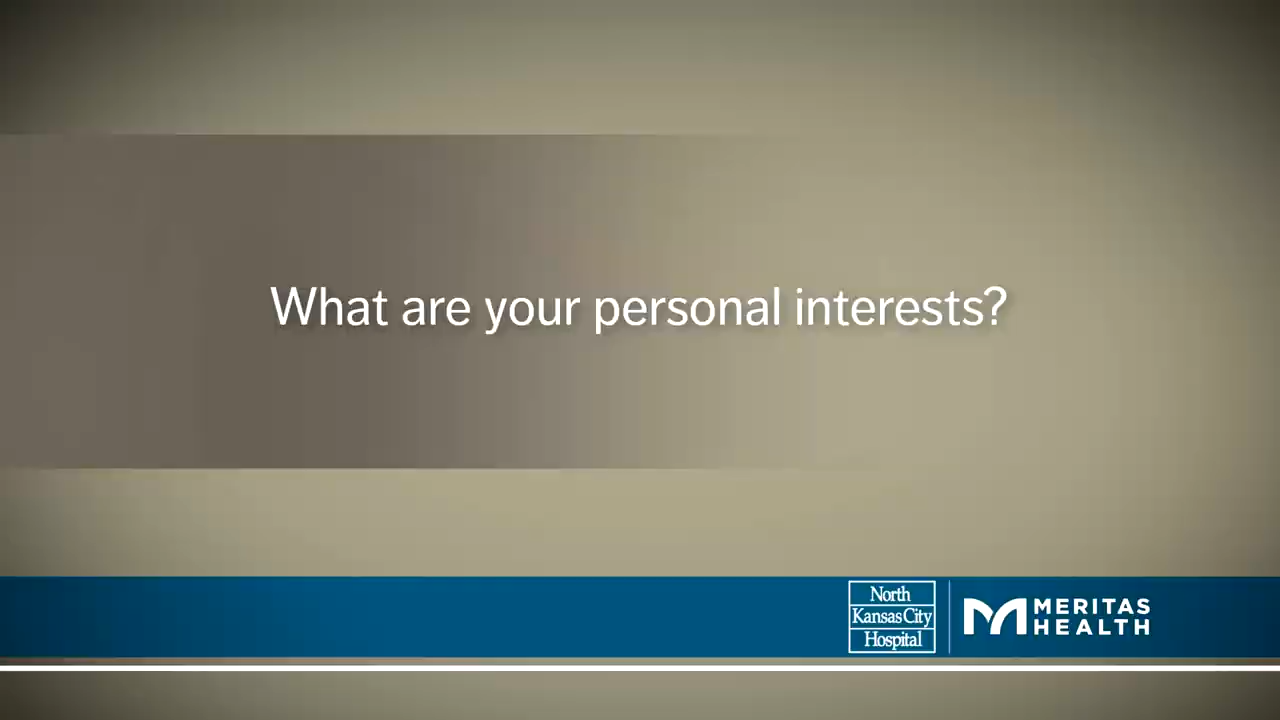 What are your personal interests?
North
Kansas City
Hospital
MERITAS
HEALTH